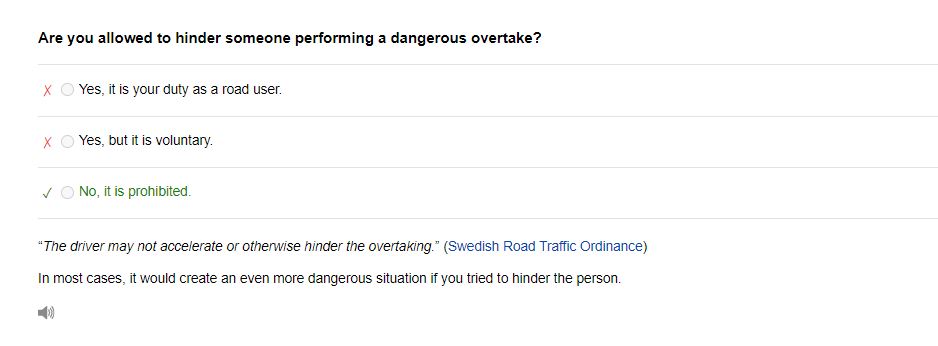 Are you allowed to hinder someone performing a dangerous overtake?
✗ Yes, it is your duty as a road user.
✗ Yes, but it is voluntary.
✓ No, it is prohibited.
“The driver may not accelerate or otherwise hinder the overtaking.” (Swedish Road Traffic Ordinance)
In most cases, it would create an even more dangerous situation if you tried to hinder the person.